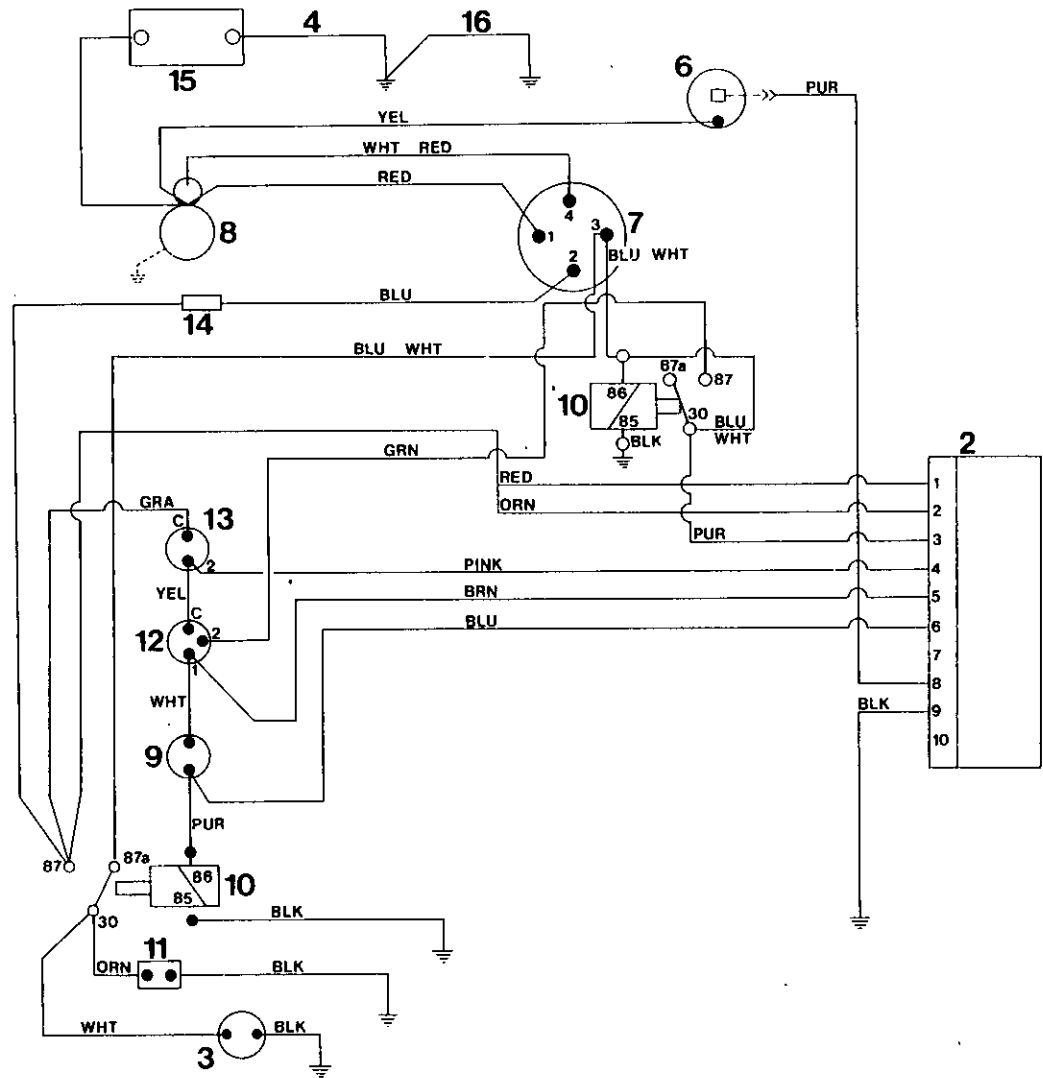 4
16
15
6
PUR
YEL
WHT RED
RED
8
4
1
3
7
2
BLU WHT
BLU
14
BLU WHT
87a
87
86
10
85
30
BLU
WHT
BLK
GRN
2
RED
1
ORN
2
GRA
C
13
PUR
3
2
PINK
4
YEL
BRN
5
C
12
2
BLU
6
1
7
WHT
8
BLK
9
9
10
PUR
87
87a
86
10
85
30
BLK
11
ORN
BLK
WHT
BLK
3